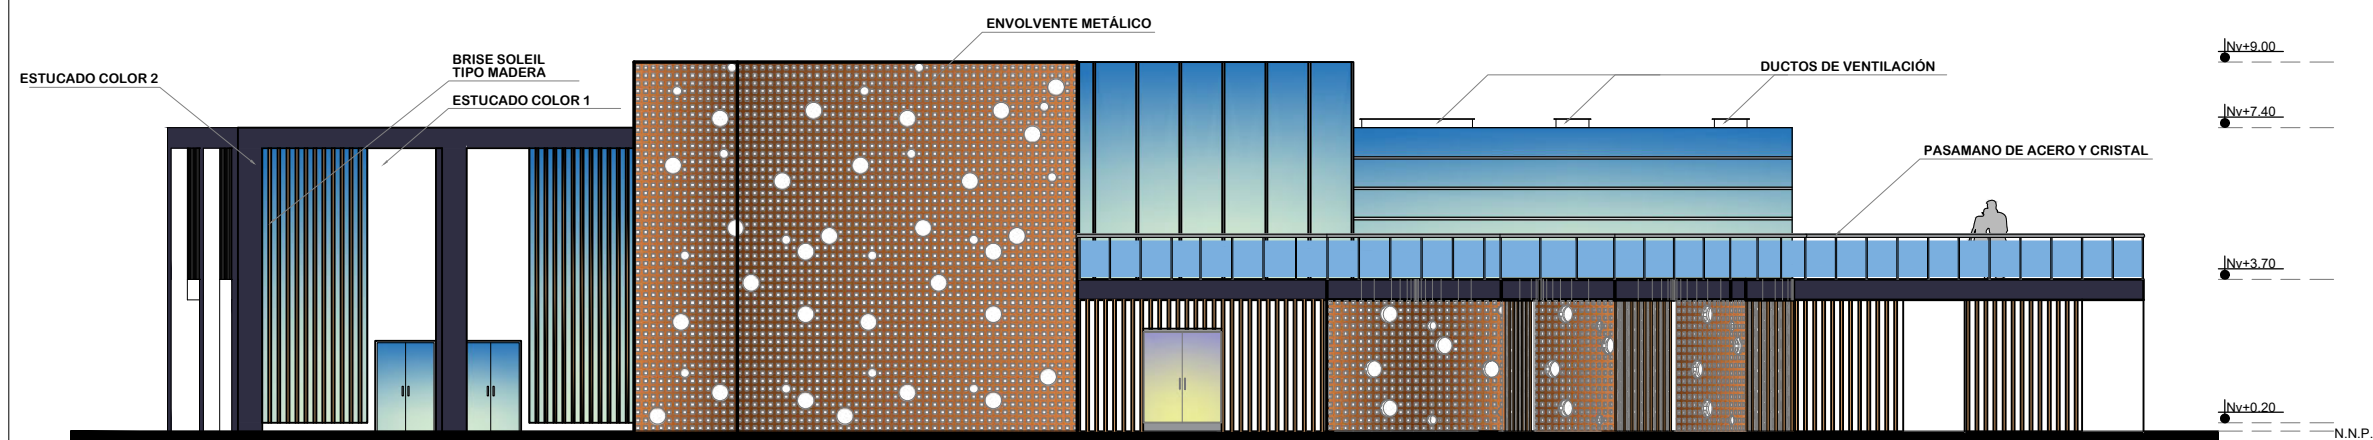 ENVOLVENTE METÁLICO
ESTUCADO COLOR 2
BRISE SOLEIL
TIPO MADERA
ESTUCADO COLOR 1
DUCTOS DE VENTILACIÓN
PASAMANO DE ACERO Y CRISTAL
Nv+9.00
Nv+7.40
Nv+3.70
Nv+0.20
N.N.P.